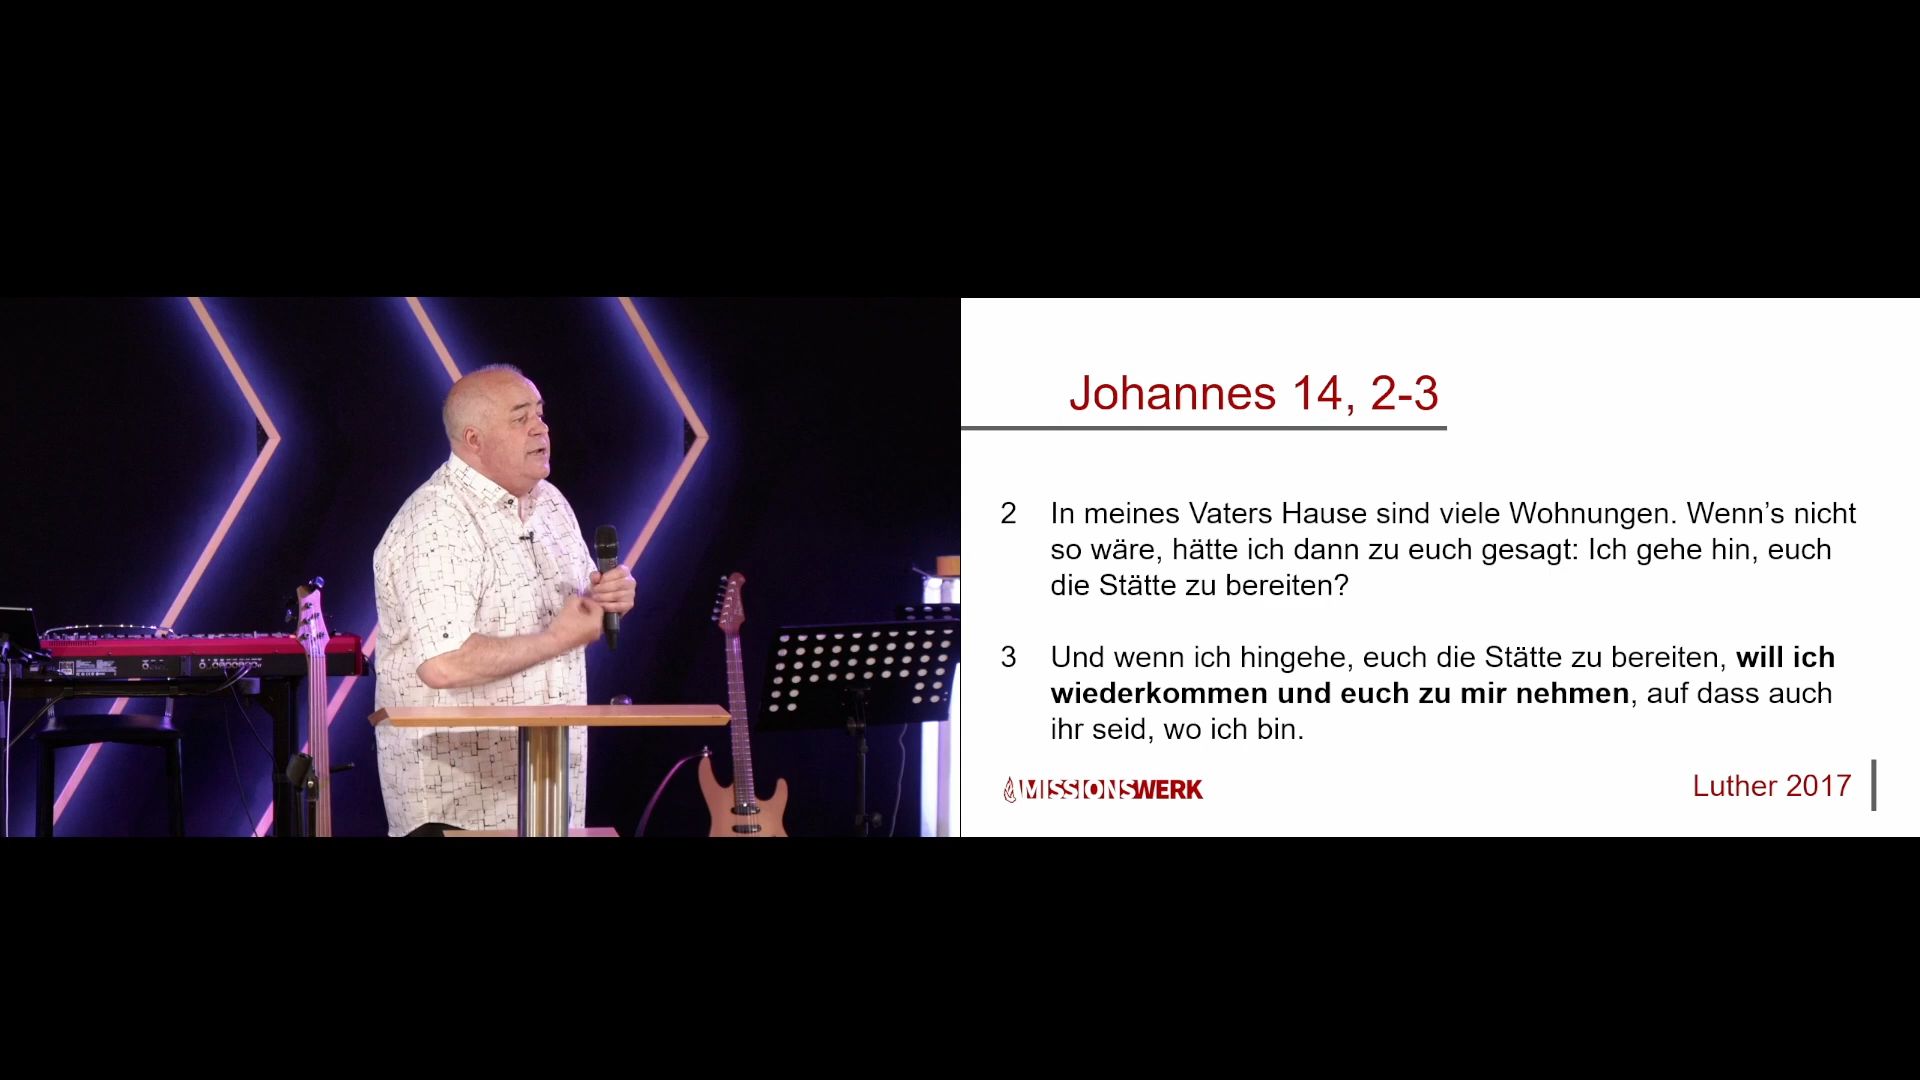 Johannes 14, 2-3
2 In meines Vaters Hause sind viele Wohnungen. Wenn’s nicht
so wäre, hätte ich dann zu euch gesagt: Ich gehe hin, euch
die Stätte zu bereiten?
3 Und wenn ich hingehe, euch die Stätte zu bereiten, will ich
wiederkommen und euch zu mir nehmen, auf dass auch
ihr seid, wo ich bin.
MISSIONSWERK
Luther 2017